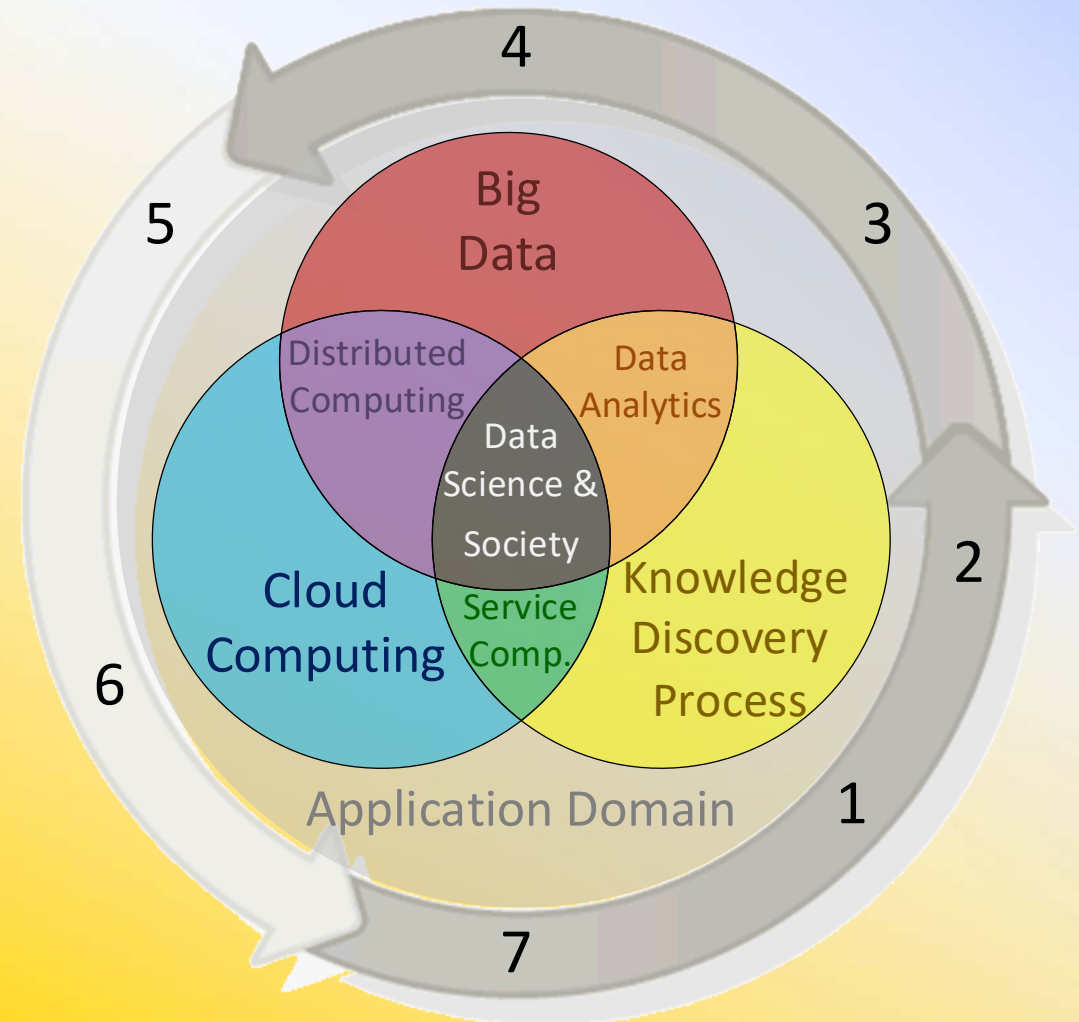 4
Big
Data
5
3
Distributed
Computing
Data
Analytics
Data
Science &
Society
2
Cloud
Computing
Knowledge
Discovery
Process
Service
Comp.
6
1
Application Domain
7